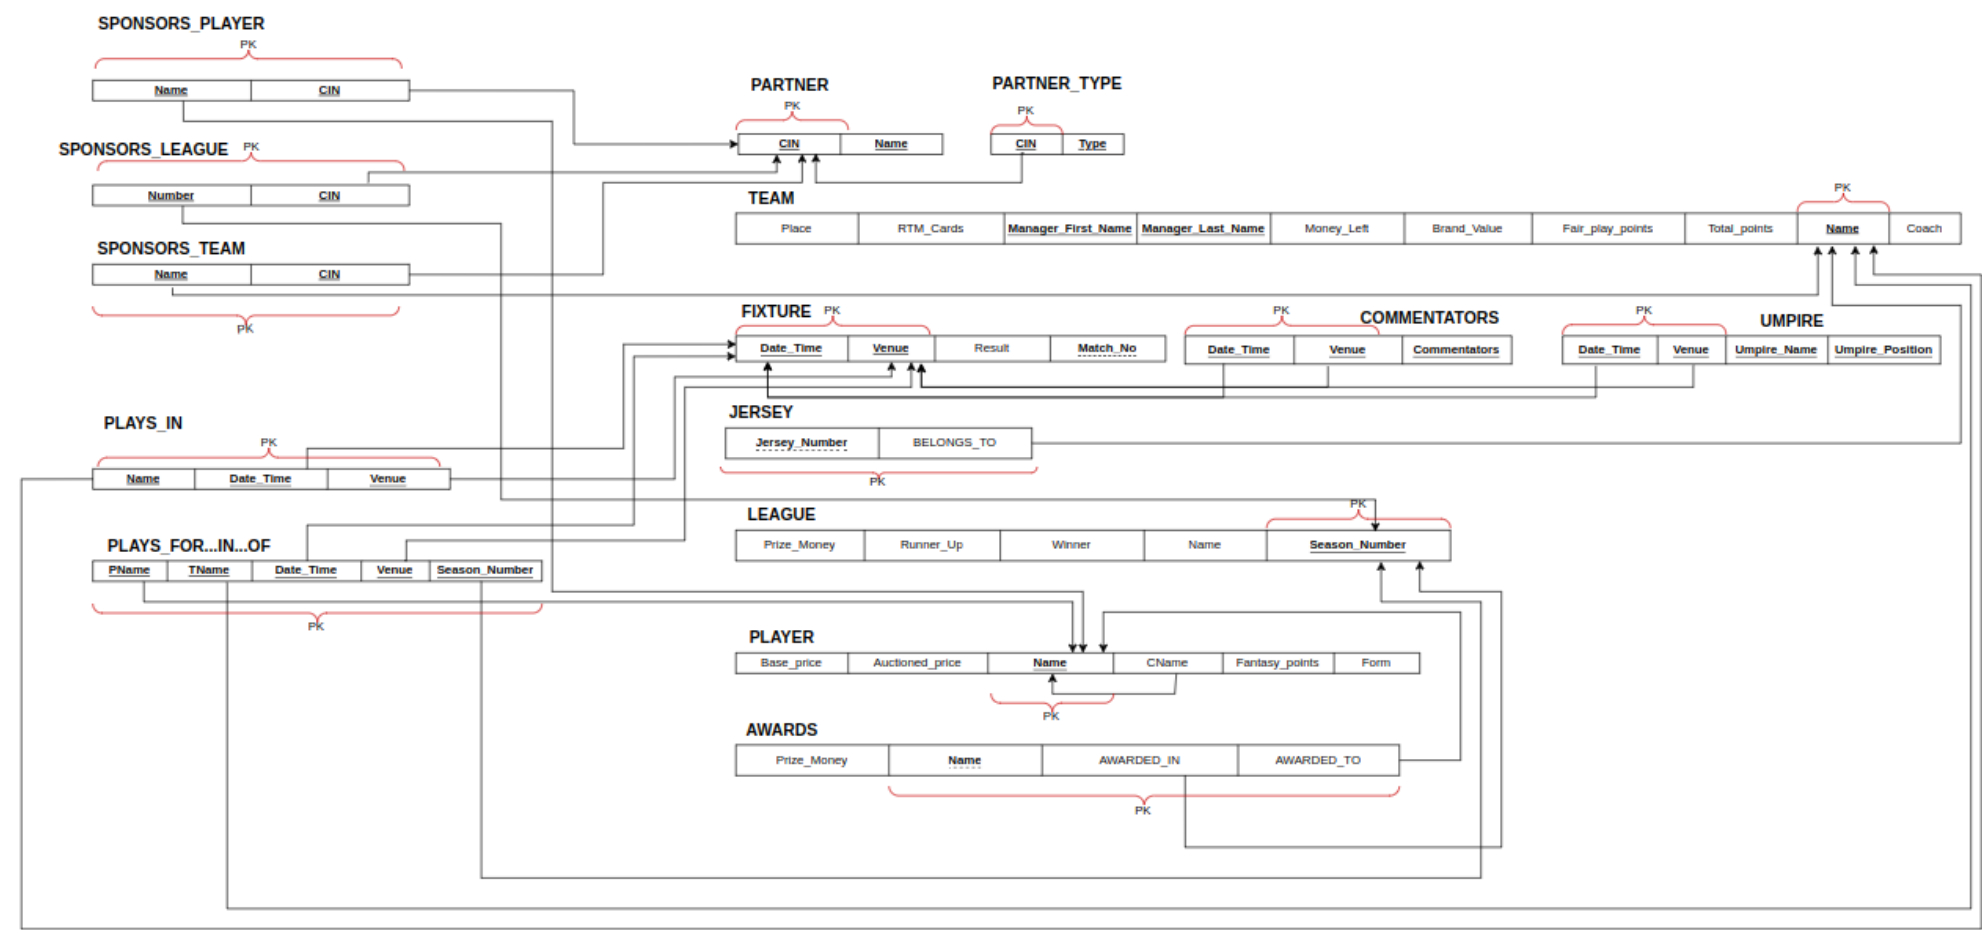 SPONSORS_PLAYER
PK
Name CIN
SPONSORS_LEAGUE PK
Number CIN
SPONSORS_TEAM
Name CIN
PK
PARTNER
PK
CIN Name
PARTNER_TYPE
PK
CIN Type
TEAM
PK
Place RTM_Cards Manager_First_Name Manager_Last_Name Money_Left Brand_Value Fair_play_points Total_points Name Coach
FIXTURE PK
Date_Time Venue Result Match_No
PK
COMMENTATORS
Date_Time Venue Commentators
PK
UMPIRE
Date_Time Venue Umpire_Name Umpire_Position
JERSEY
Jersey_Number BELONGS_TO
PK
PLAYS_IN
PK
Name Date_Time Venue
PLAYS_FOR...IN...OF
PName TName Date_Time Venue Season_Number
PK
LEAGUE
PK
Prize_Money Runner_Up Winner Name Season_Number
PLAYER
Base_price Auctioned_price Name CName Fantasy_points Form
PK
AWARDS
Prize_Money Name AWARDED_IN AWARDED_TO
PK